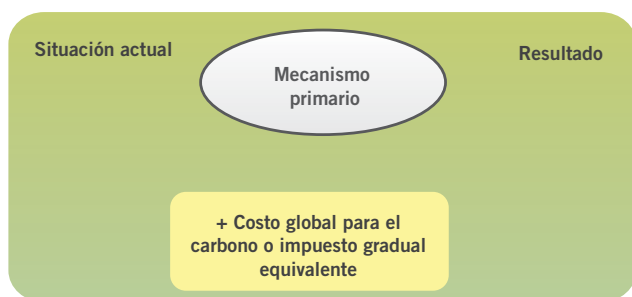 Situación actual
Mecanismo
primario
Resultado
+ Costo global para el
carbono o impuesto gradual
equivalente